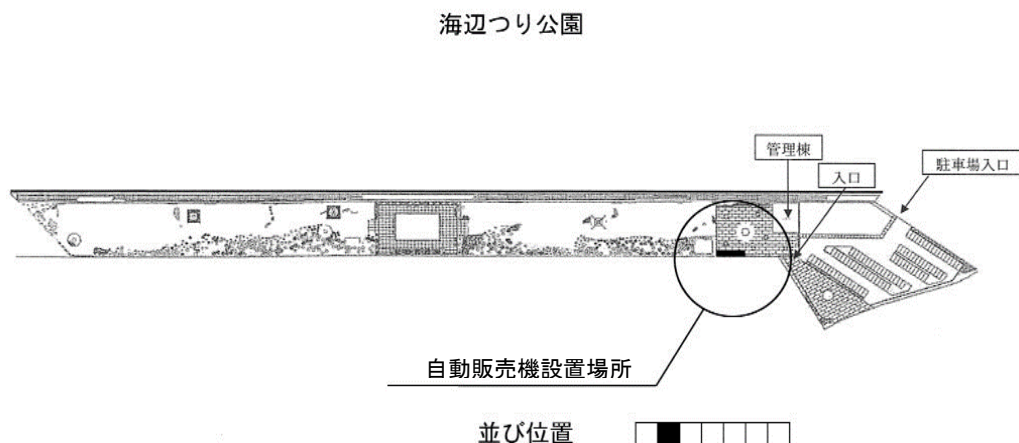 海辺つり公園
管理棟
入口
駐車場入口
自動販売機設置場所
並び位置